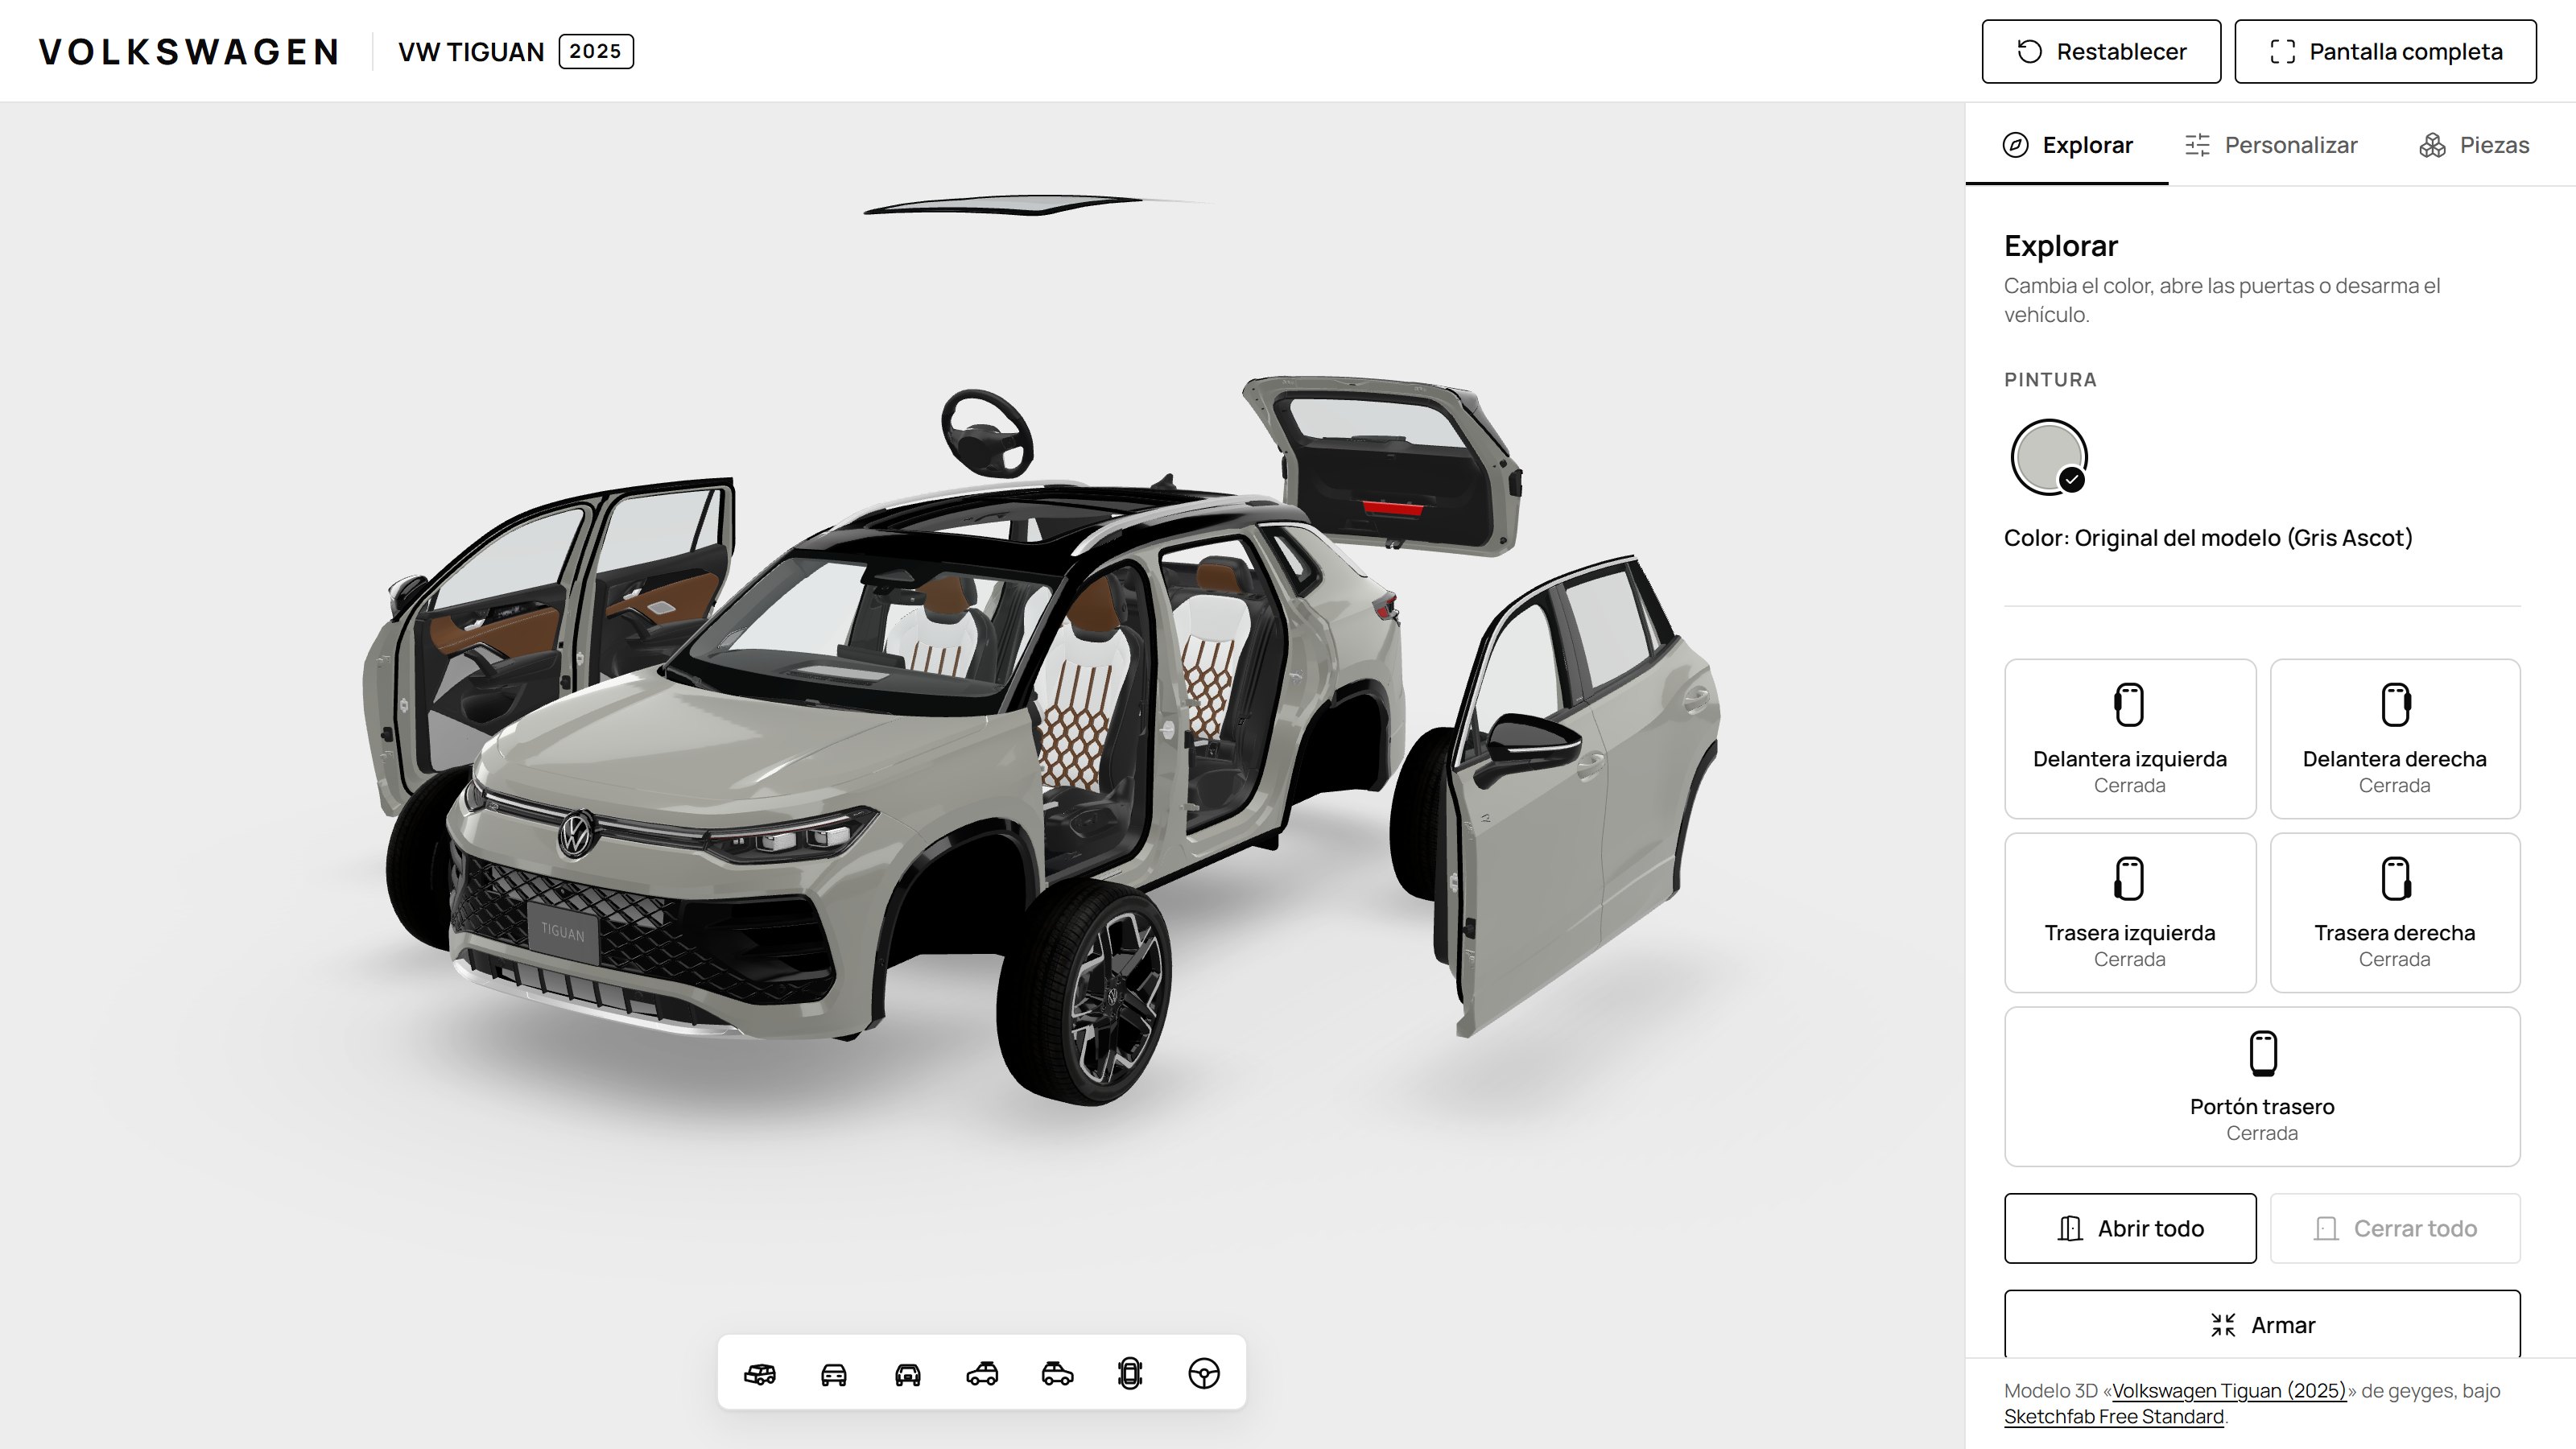 VOLKSWAGEN
VW TIGUAN 2025
Restablecer
Pantalla completa
Explorar
Personalizar
Piezas
Explorar
Cambia el color, abre las puertas o desarma el
vehículo.
PINTURA
Color: Original del modelo (Gris Ascot)
Delantera izquierda
Cerrada
Delantera derecha
Cerrada
Trasera izquierda
Cerrada
Trasera derecha
Cerrada
Portón trasero
Cerrada
Abrir todo
Cerrar todo
Armar
Modelo 3D «Volkswagen Tiguan (2025)» de geyges, bajo
Sketchfab Free Standard.
TIGUAN